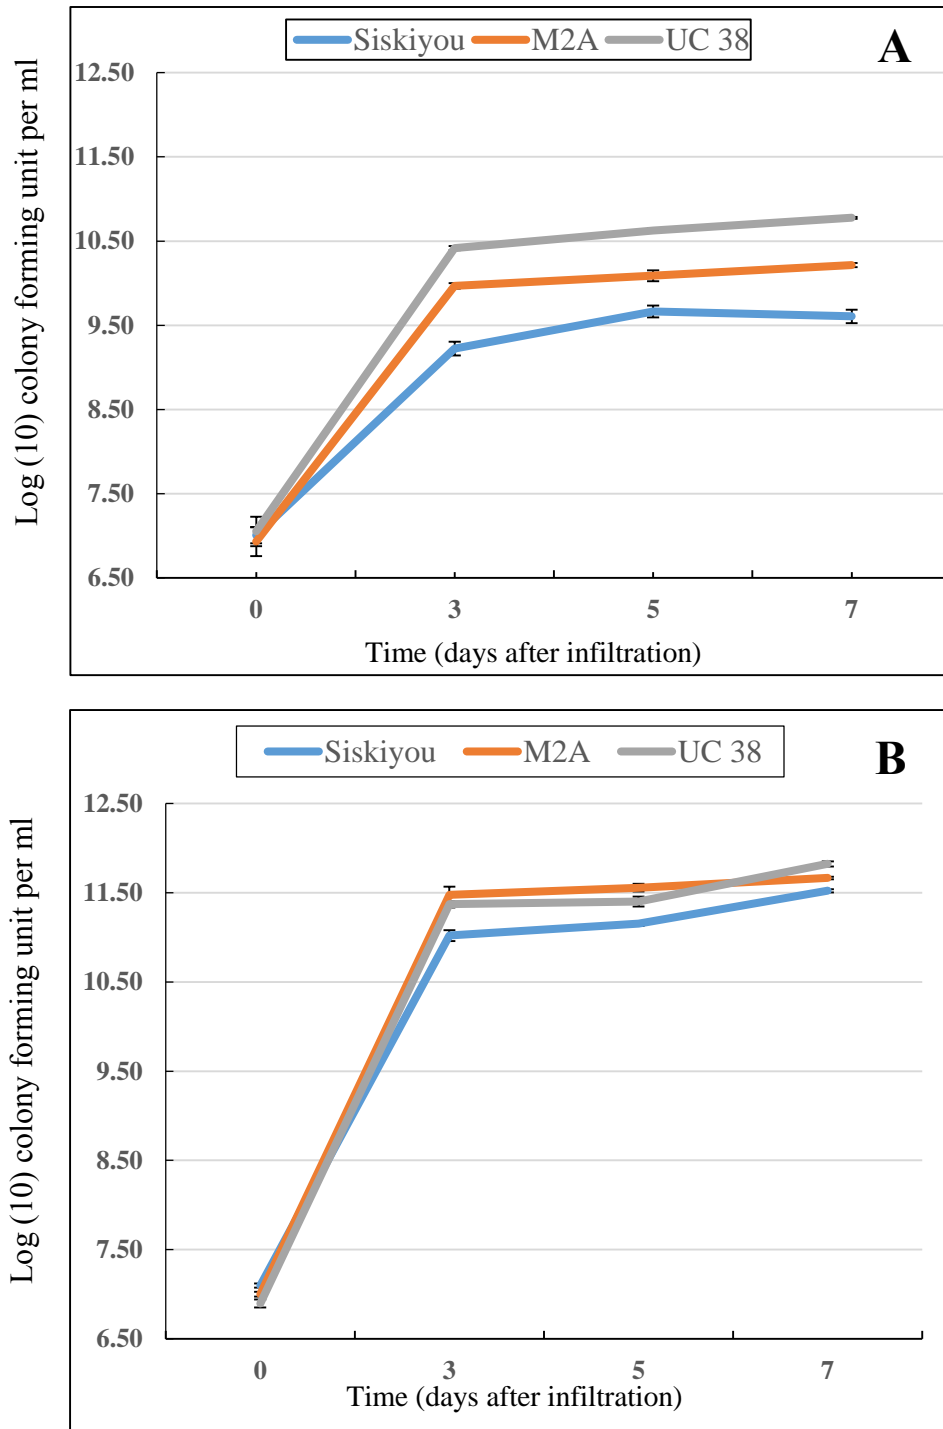 Siskiyou M2A UC 38
A
12.50
11.50
10.50
9.50
8.50
7.50
6.50
Log (10) colony forming unit per ml
0 3 5 7
Time (days after infiltration)
Siskiyou M2A UC 38
B
12.50
11.50
10.50
9.50
8.50
7.50
6.50
Log (10) colony forming unit per ml
0 3 5 7
Time (days after infiltration)